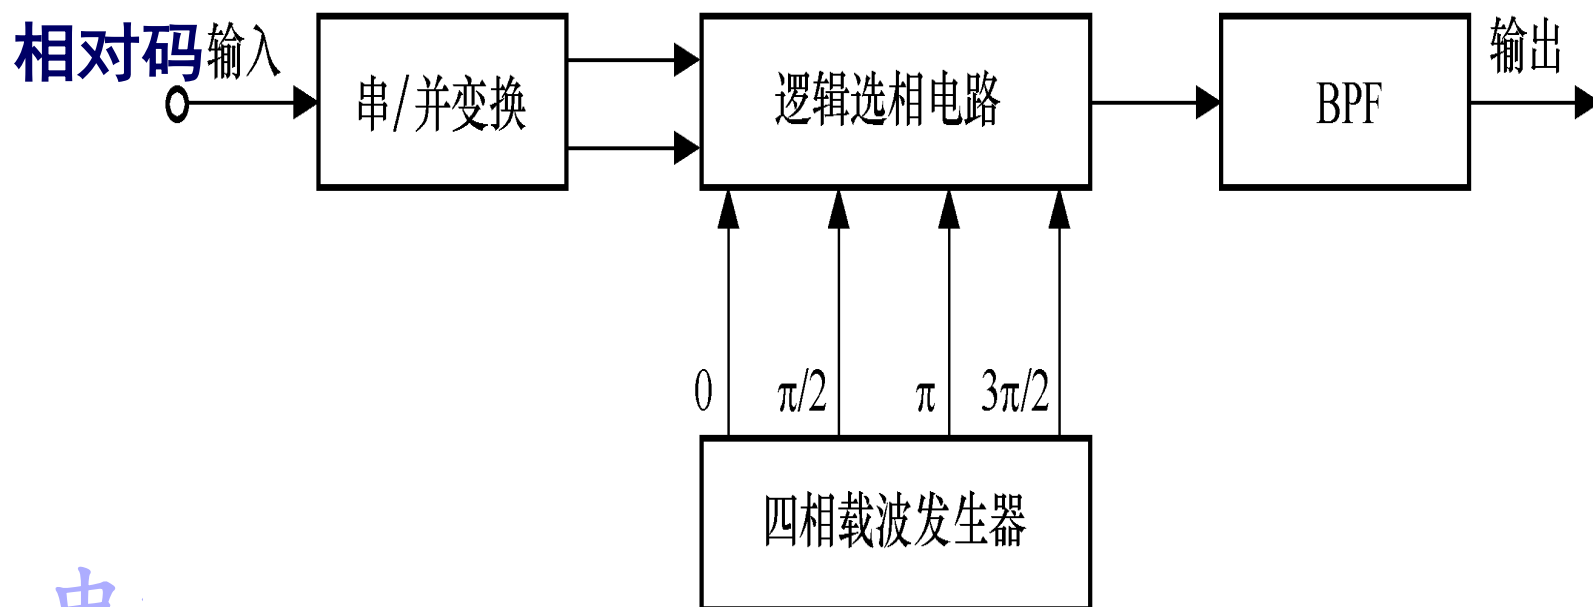 相对码输入
串/并变换
逻辑选相电路
BPF
输出
0 π/2 π 3π/2
四相载波发生器